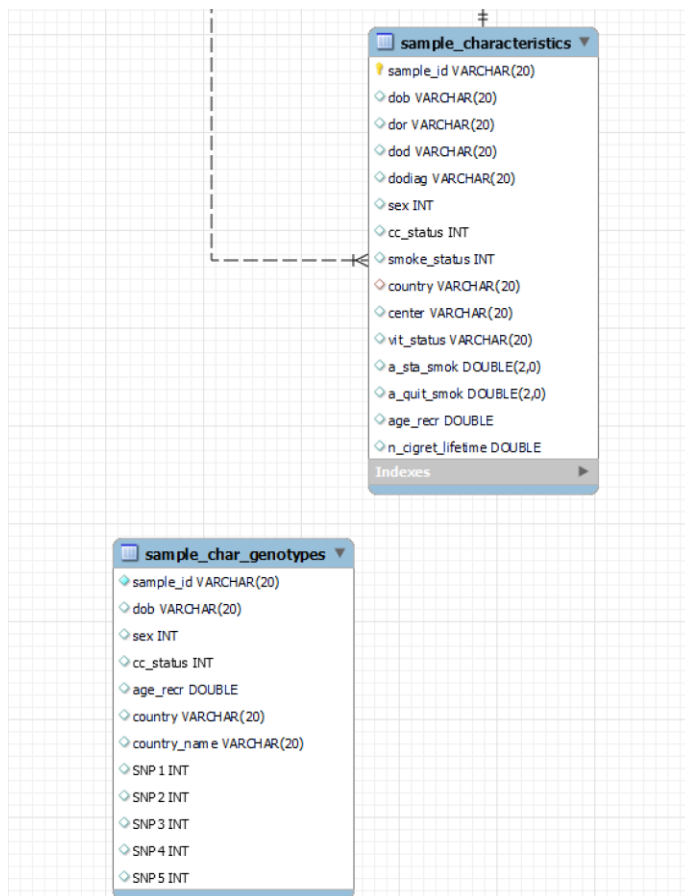 sample_characteristics
sample_id VARCHAR(20)
dob VARCHAR(20)
dor VARCHAR(20)
dod VARCHAR(20)
dodiag VARCHAR(20)
sex INT
cc_status INT
smoke_status INT
country VARCHAR(20)
center VARCHAR(20)
vit_status VARCHAR(20)
a_sta_smok DOUBLE(2,0)
a_quit_smok DOUBLE(2,0)
age_recr DOUBLE
n_cigret_lifetime DOUBLE
Indexes
sample_char_genotypes
sample_id VARCHAR(20)
dob VARCHAR(20)
sex INT
cc_status INT
age_recr DOUBLE
country VARCHAR(20)
country_name VARCHAR(20)
SNP1 INT
SNP2 INT
SNP3 INT
SNP4 INT
SNP5 INT